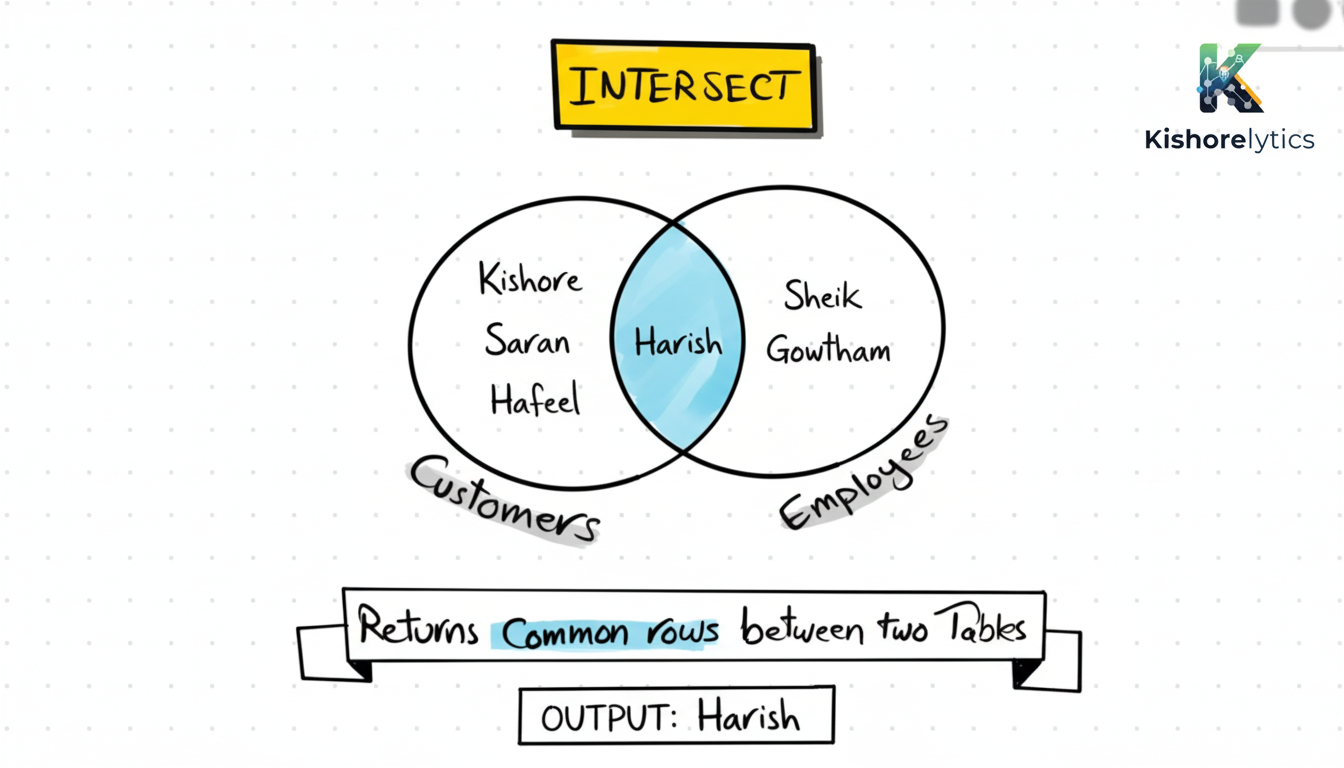 INTERSECT
Kishorelytics
Kishore
Saran
Hafeel
Harish
Sheik
Gowtham
Customers
Employees
Returns Common rows between two Tables
OUTPUT: Harish